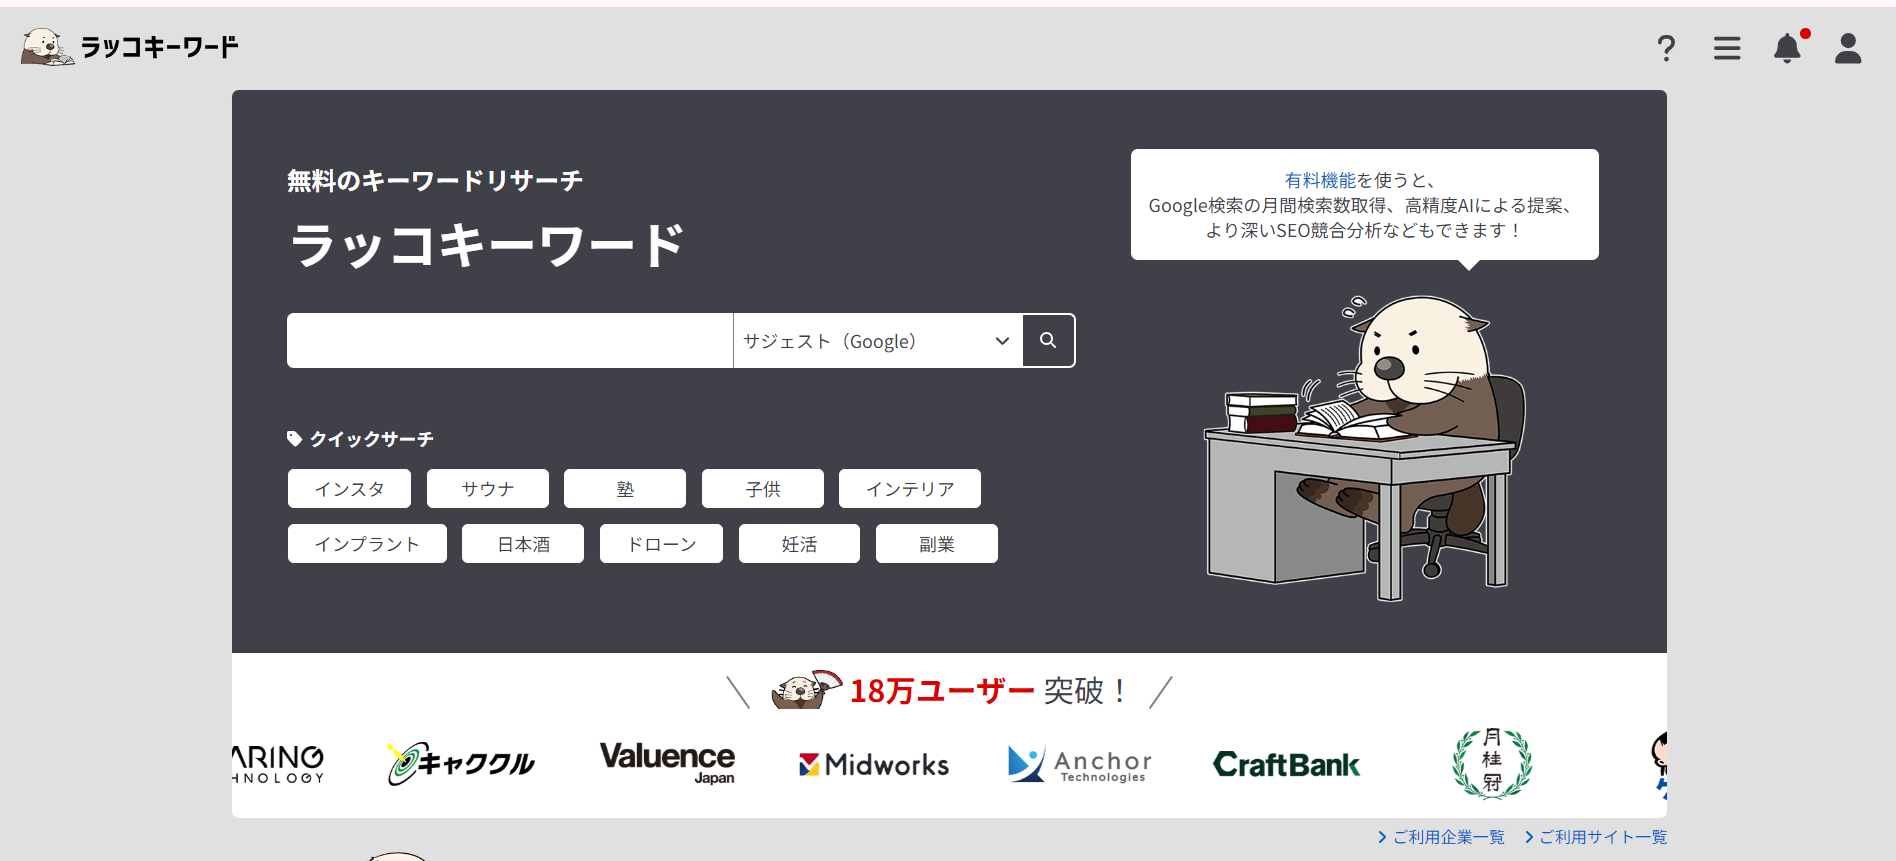 ラッコキーワード
無料のキーワードリサーチ
ラッコキーワード
有料機能を使うと、
Google検索の月間検索数取得、高精度AIによる提案、
より深いSEO競合分析などもできます！
サジェスト（Google）
クイックサーチ
インスタ サウナ 塾 子供 インテリア
インプラント 日本酒 ドローン 妊活 副業
18万ユーザー 突破！
キャククル
Valuence
Japan
Midworks
Anchor
Technologies
CraftBank
月桂冠
ご利用企業一覧 ご利用サイト一覧